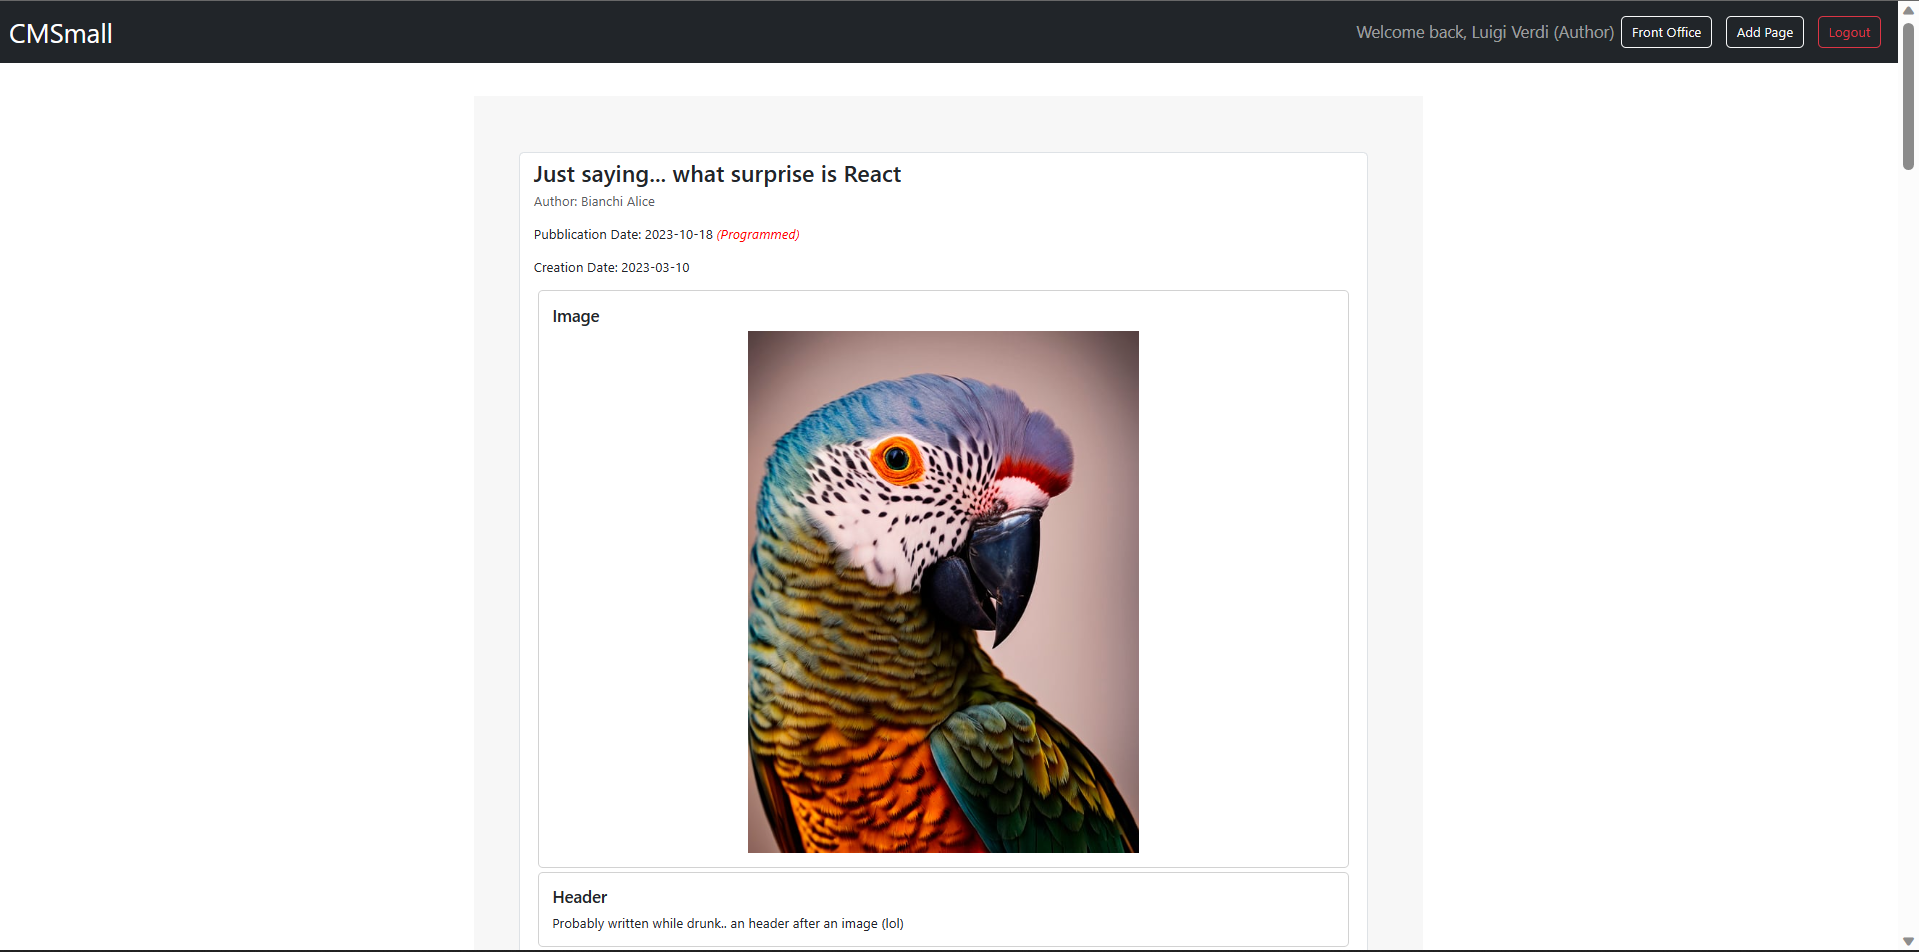 CMSmall
Welcome back, Luigi Verdi (Author) Front Office Add Page Logout
Just saying... what surprise is React
Author: Bianchi Alice
Pubblication Date: 2023-10-18 (Programmed)
Creation Date: 2023-03-10
Image
Header
Probably written while drunk.. an header after an image (lol)